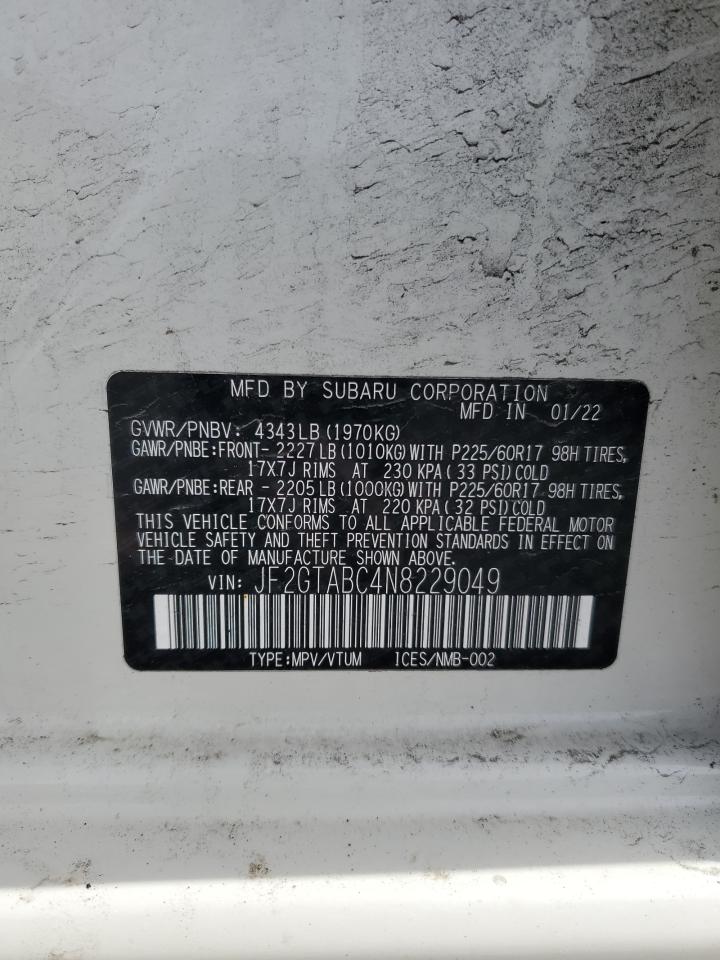 MFD BY SUBARU CORPORATION
MFD IN 01/22
GVWR/PNBV: 4343LB (1970KG)
GAWR/PNBE:FRONT- 2227LB (1010KG) WITH P225/60R17 98H TIRES,
17X7J RIMS AT 230 KPA ( 33 PSI) COLD
GAWR/PNBE:REAR - 2205LB (1000KG) WITH P225/60R17 98H TIRES,
17X7J RIMS AT 220 KPA ( 32 PSI) COLD
THIS VEHICLE CONFORMS TO ALL APPLICABLE FEDERAL MOTOR
VEHICLE SAFETY AND THEFT PREVENTION STANDARDS IN EFFECT ON
THE DATE OF MANUFACTURE SHOWN ABOVE.
VIN: JF2GTABC4N8229049
TYPE:MPV/VTUM ICES/NMB-002